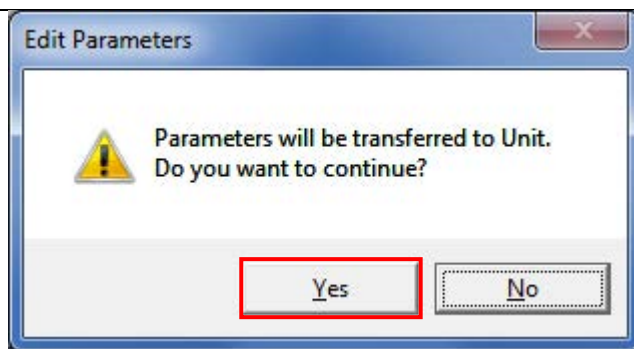 Edit Parameters
Parameters will be transferred to Unit.
Do you want to continue?
Yes
No